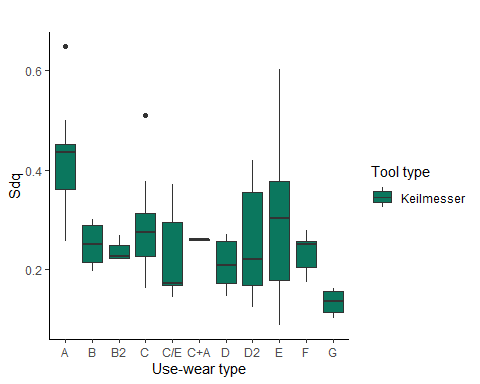 0.6
0.4
0.2
Sdq
A B B2 C C/E C+A D D2 E F G
Use-wear type
Tool type
Keilmesser